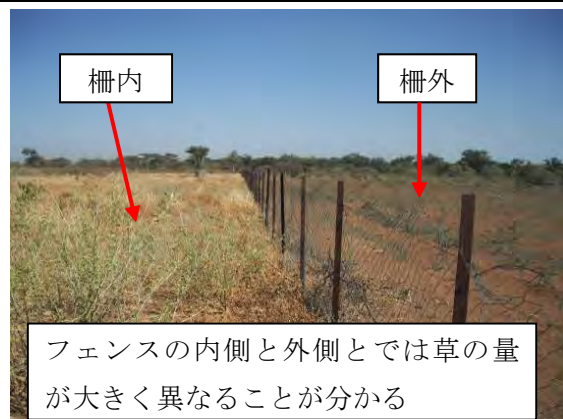 柵内
柵外
フェンスの内側と外側とでは草の量
が大きく異なることが分かる